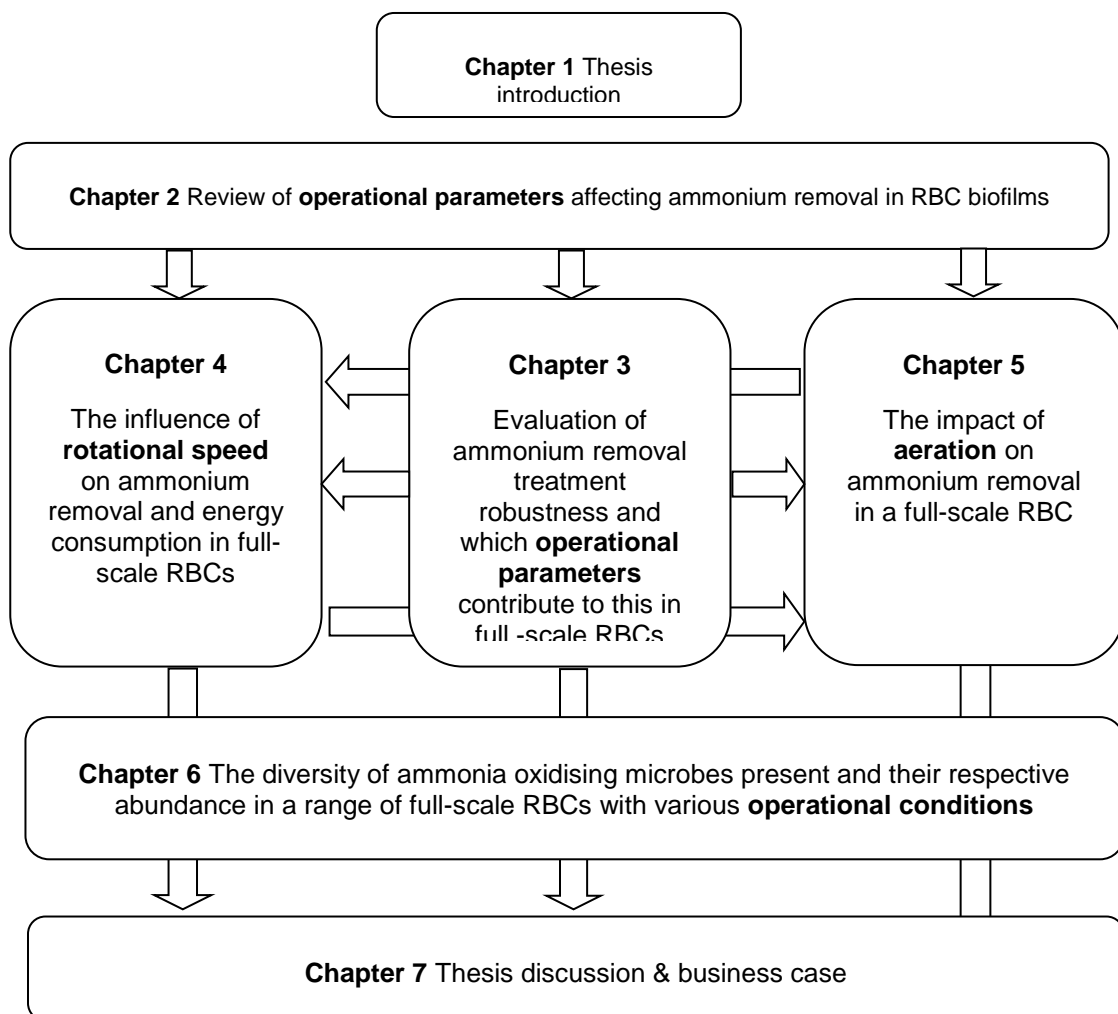 Chapter 1 Thesis
introduction
Chapter 2 Review of operational parameters affecting ammonium removal in RBC biofilms
Chapter 4
The influence of
rotational speed
on ammonium
removal and energy
consumption in full-
scale RBCs
Chapter 3
Evaluation of
ammonium removal
treatment
robustness and
which operational
parameters
contribute to this in
full -scale RBCs
Chapter 5
The impact of
aeration on
ammonium removal
in a full-scale RBC
Chapter 6 The diversity of ammonia oxidising microbes present and their respective
abundance in a range of full-scale RBCs with various operational conditions
Chapter 7 Thesis discussion & business case